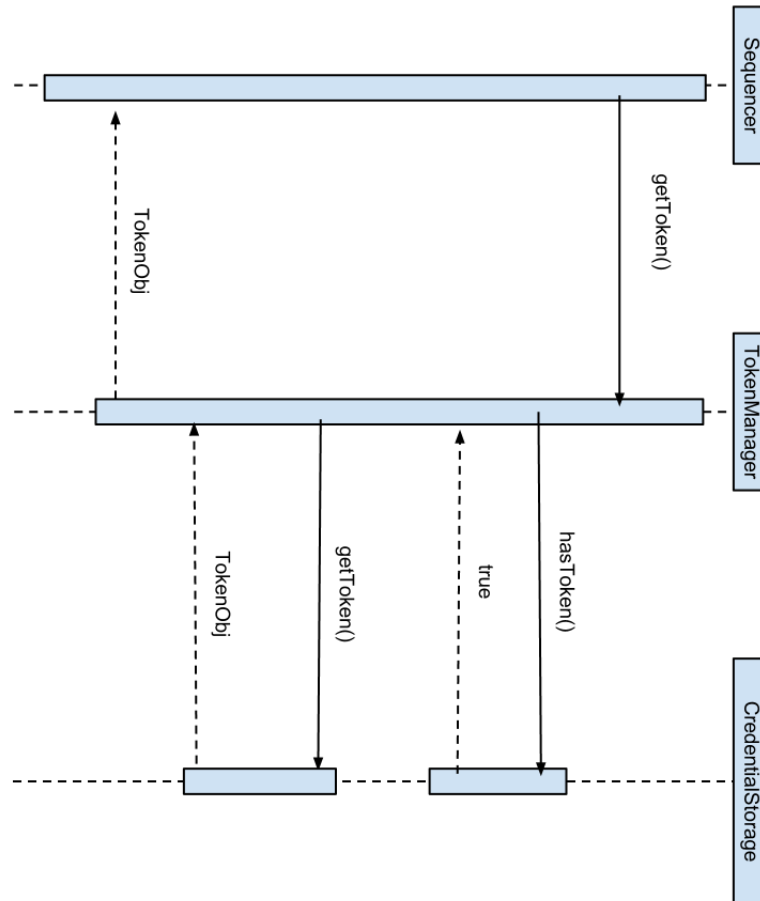 Sequencer
TokenManager
CredentialStorage
getToken()
hasToken()
true
getToken()
TokenObj
TokenObj